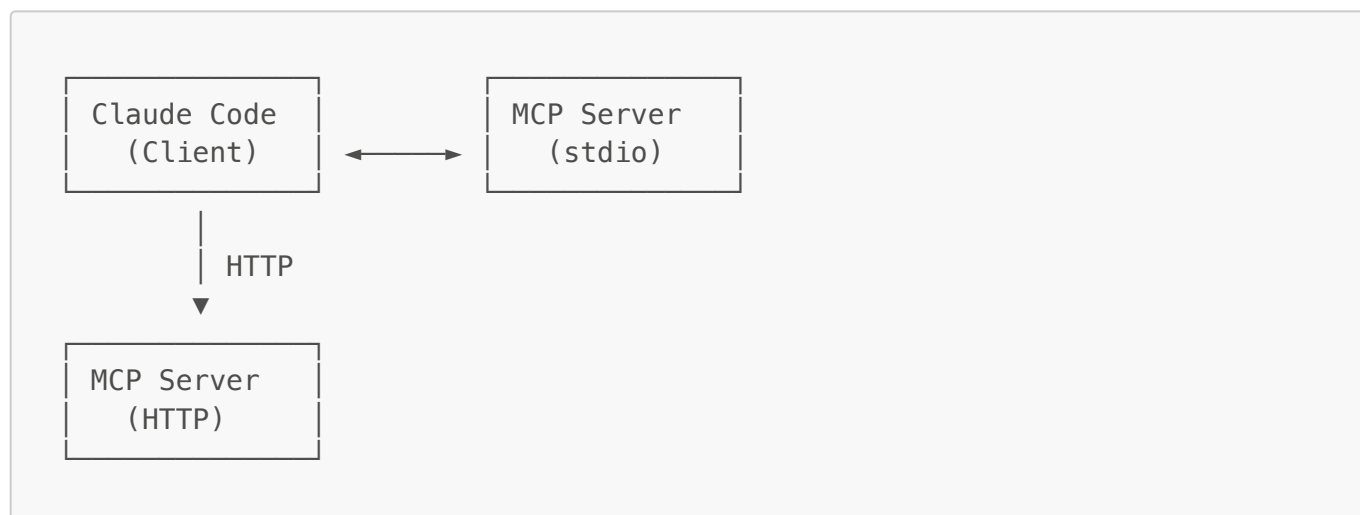 Claude Code
(Client)
MCP Server
(stdio)
HTTP
MCP Server
(HTTP)